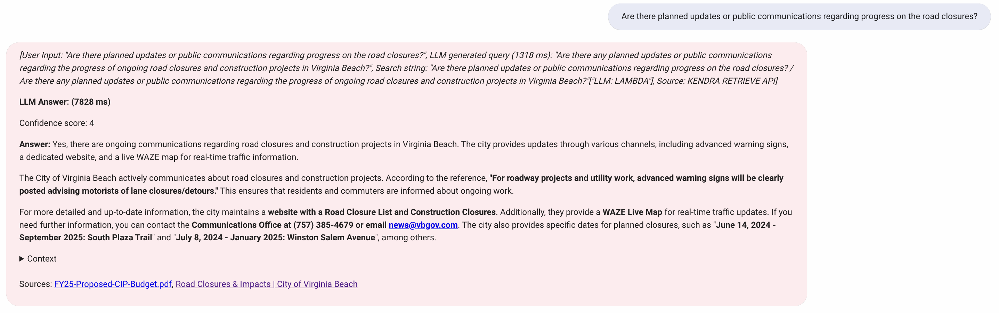 Are there planned updates or public communications regarding progress on the road closures?
[User Input: "Are there planned updates or public communications regarding progress on the road closures?", LLM generated query (1318 ms): "Are there any planned updates or public communications
regarding the progress of ongoing road closures and construction projects in Virginia Beach?", Search string: "Are there planned updates or public communications regarding progress on the road closures? /
Are there any planned updates or public communications regarding the progress of ongoing road closures and construction projects in Virginia Beach?"["LLM: LAMBDA"], Source: KENDRA RETRIEVE API]
LLM Answer: (7828 ms)
Confidence score: 4
Answer: Yes, there are ongoing communications regarding road closures and construction projects in Virginia Beach. The city provides updates through various channels, including advanced warning signs,
a dedicated website, and a live WAZE map for real-time traffic information.
The City of Virginia Beach actively communicates about road closures and construction projects. According to the reference, "For roadway projects and utility work, advanced warning signs will be clearly
posted advising motorists of lane closures/detours." This ensures that residents and commuters are informed about ongoing work.
For more detailed and up-to-date information, the city maintains a website with a Road Closure List and Construction Closures. Additionally, they provide a WAZE Live Map for real-time traffic updates. If you
need further information, you can contact the Communications Office at (757) 385-4679 or email news@vbgov.com. The city also provides specific dates for planned closures, such as "June 14, 2024 -
September 2025: South Plaza Trail" and "July 8, 2024 - January 2025: Winston Salem Avenue", among others.
Context
Sources: FY25-Proposed-CIP-Budget.pdf, Road Closures & Impacts | City of Virginia Beach